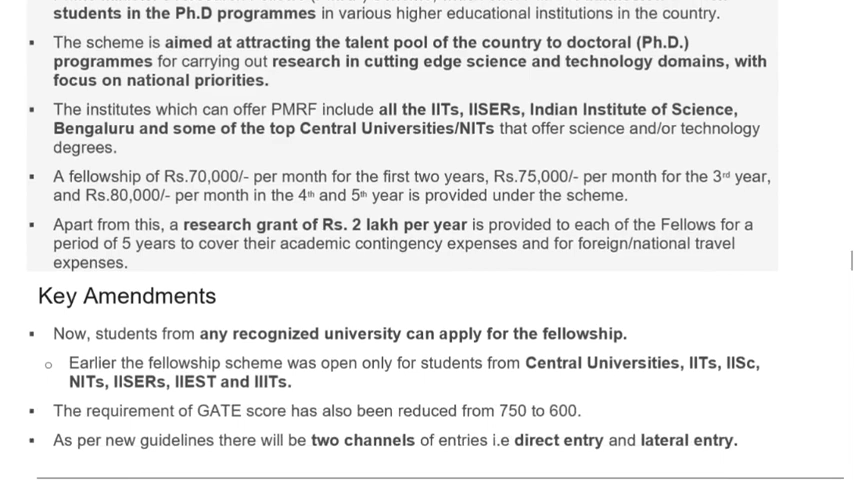 students in the Ph.D programmes in various higher educational institutions in the country.
▪ The scheme is aimed at attracting the talent pool of the country to doctoral (Ph.D.)
programmes for carrying out research in cutting edge science and technology domains, with
focus on national priorities.
▪ The institutes which can offer PMRF include all the IITs, IISERs, Indian Institute of Science,
Bengaluru and some of the top Central Universities/NITs that offer science and/or technology
degrees.
▪ A fellowship of Rs.70,000/- per month for the first two years, Rs.75,000/- per month for the 3rd year,
and Rs.80,000/- per month in the 4th and 5th year is provided under the scheme.
▪ Apart from this, a research grant of Rs. 2 lakh per year is provided to each of the Fellows for a
period of 5 years to cover their academic contingency expenses and for foreign/national travel
expenses.
Key Amendments
▪ Now, students from any recognized university can apply for the fellowship.
○ Earlier the fellowship scheme was open only for students from Central Universities, IITs, IISc,
NITs, IISERs, IIEST and IIITs.
▪ The requirement of GATE score has also been reduced from 750 to 600.
▪ As per new guidelines there will be two channels of entries i.e direct entry and lateral entry.